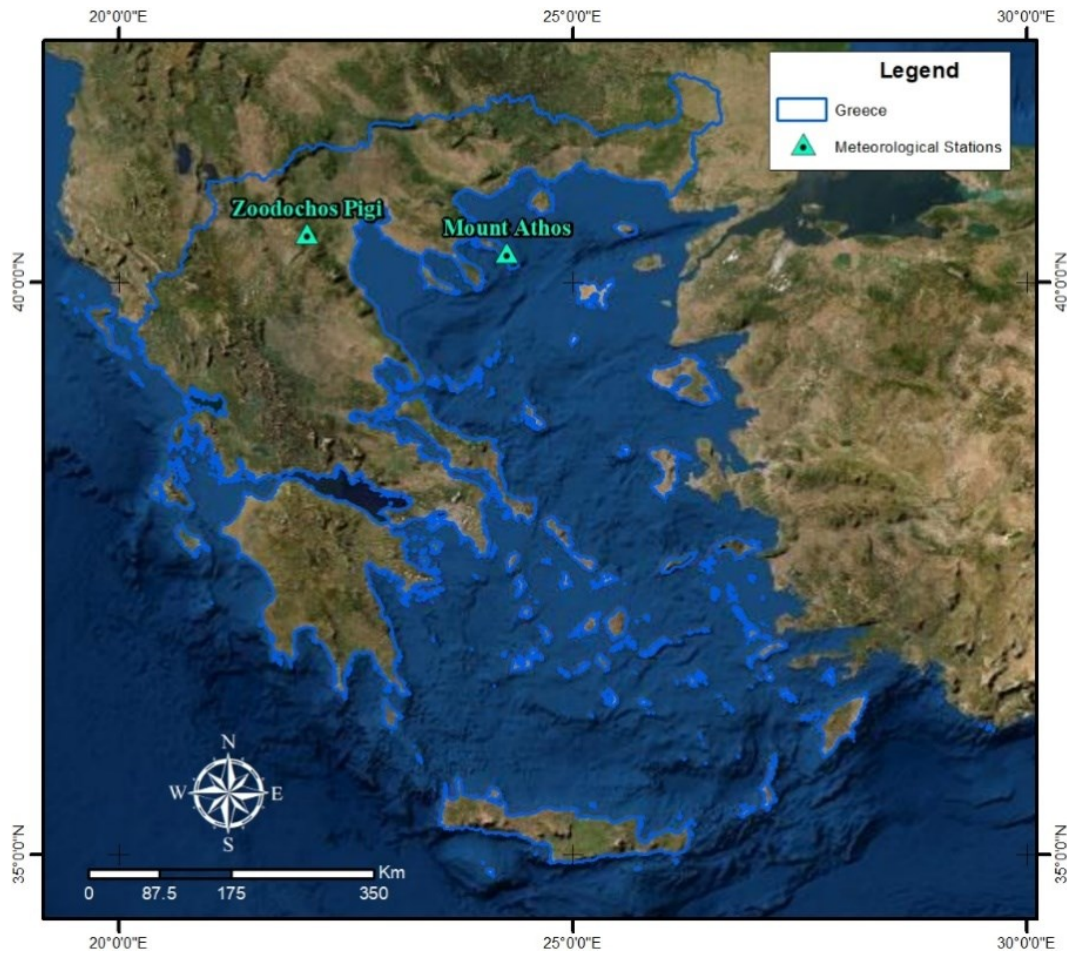 20°0'0"E 25°0'0"E 30°0'0"E
Legend
Greece
Meteorological Stations
Zoodochos Pigi
Mount Athos
40°0'0"N 40°0'0"N
N
W E
S
35°0'0"N 35°0'0"N
Km
0 87.5 175 350
20°0'0"E 25°0'0"E 30°0'0"E